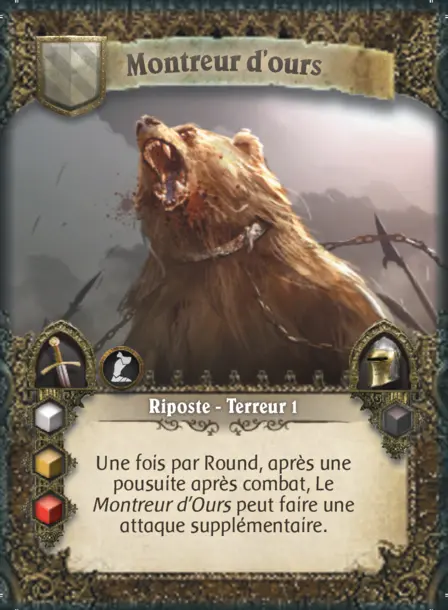 Montreur d'ours
Riposte - Terreur 1
Une fois par Round, après une
pousuite après combat, Le
Montreur d'Ours peut faire une
attaque supplémentaire.